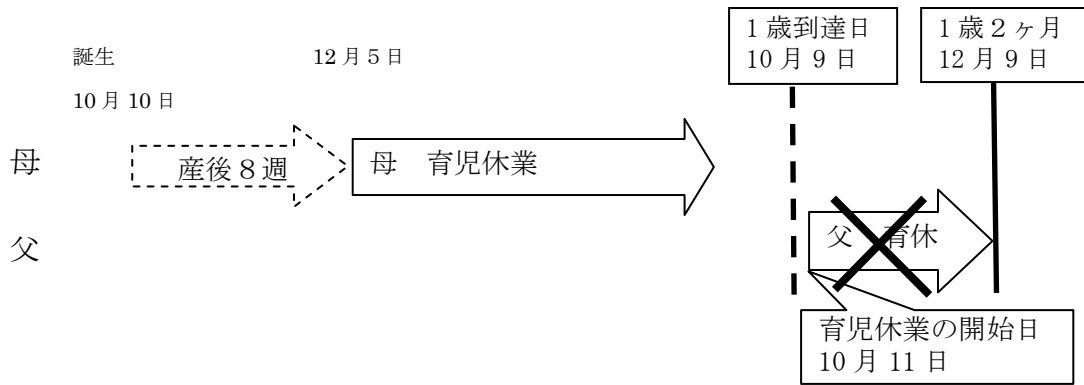 誕生
10月10日
12月5日
1歳到達日
10月9日
1歳2ヶ月
12月9日
母
産後8週
母 育児休業
父
父 育休
育児休業の開始日
10月11日